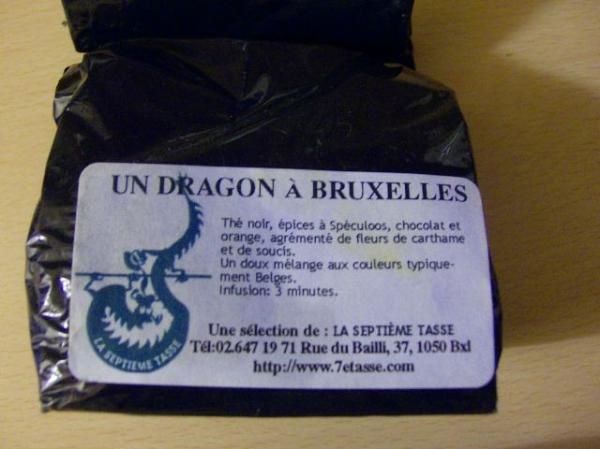 UN DRAGON À BRUXELLES
Thé noir, épices à Spéculoos, chocolat et
orange, agrémenté de fleurs de carthame
et de soucis.
Un doux mélange aux couleurs typique-
ment Belges.
Infusion: 3 minutes.
LA SEPTIEME TASSE
Une sélection de : LA SEPTIÈME TASSE
Tél:02.647 19 71 Rue du Bailli, 37, 1050 Bxl
http://www.7etasse.com